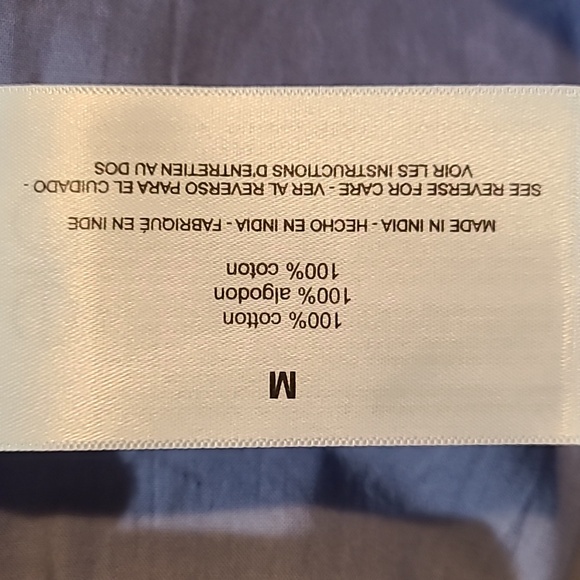 M
100% cotton
100% algodon
100% coton
MADE IN INDIA - HECHO EN INDIA - FABRIQUÉ EN INDE
SEE REVERSE FOR CARE - VER AL REVERSO PARA EL CUIDADO -
VOIR LES INSTRUCTIONS D'ENTRETIEN AU DOS